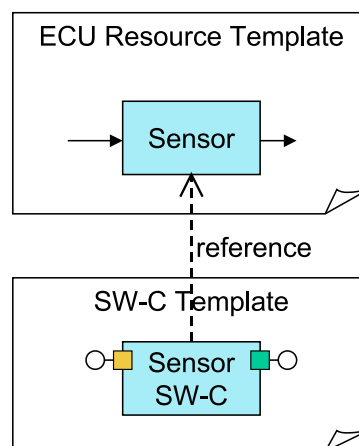 ECU Resource Template
Sensor
reference
SW-C Template
Sensor
SW-C